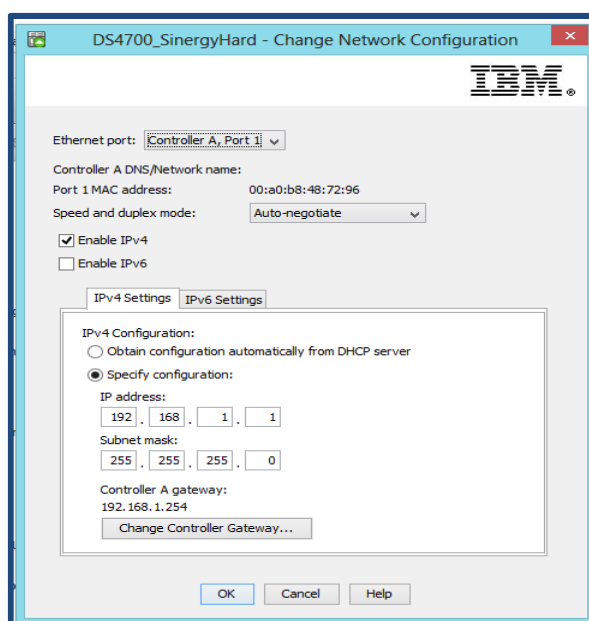 DS4700_SinergyHard - Change Network Configuration
IBM®
Ethernet port: Controller A, Port 1
Controller A DNS/Network name:
Port 1 MAC address: 00:a0:b8:48:72:96
Speed and duplex mode: Auto-negotiate
Enable IPv4
Enable IPv6
IPv4 Settings IPv6 Settings
IPv4 Configuration:
Obtain configuration automatically from DHCP server
Specify configuration:
IP address:
192 . 168 . 1 . 1
Subnet mask:
255 . 255 . 255 . 0
Controller A gateway:
192.168.1.254
Change Controller Gateway...
OK Cancel Help